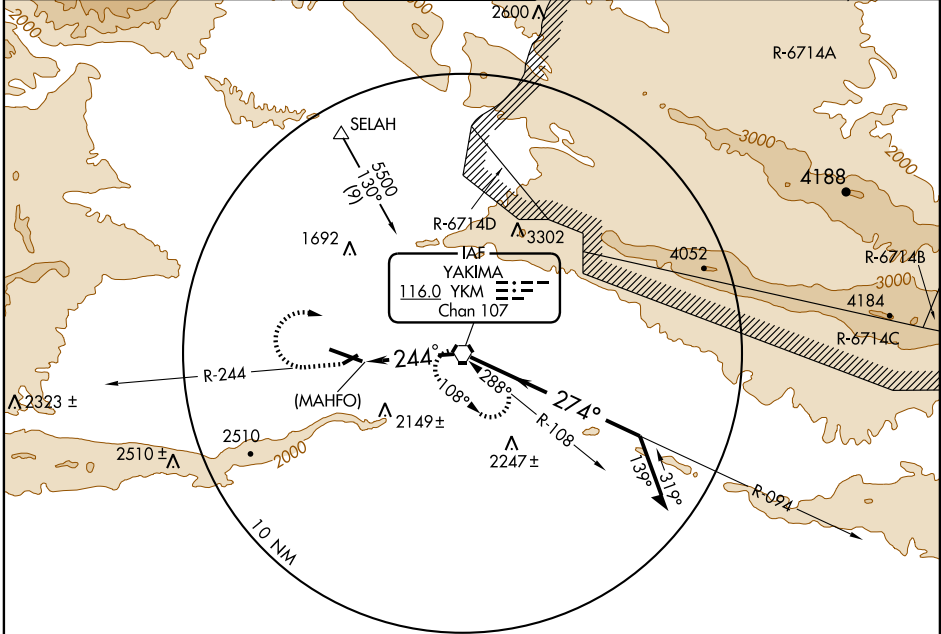 2000
2600
000
R-6714A
SELAH
3000
2000
5500
130°
(9)
4188
R-6714D
1692
3302
IAF
YAKIMA
116.0 YKM
Chan 107
4052
R-6714B
3000
4184
R-6714C
244°
R-244
(MAHFO)
288°
108°
274°
R-108
2323 ±
2149±
2510
2510 ±
2000
2247±
139°
319°
R-094
10 NM